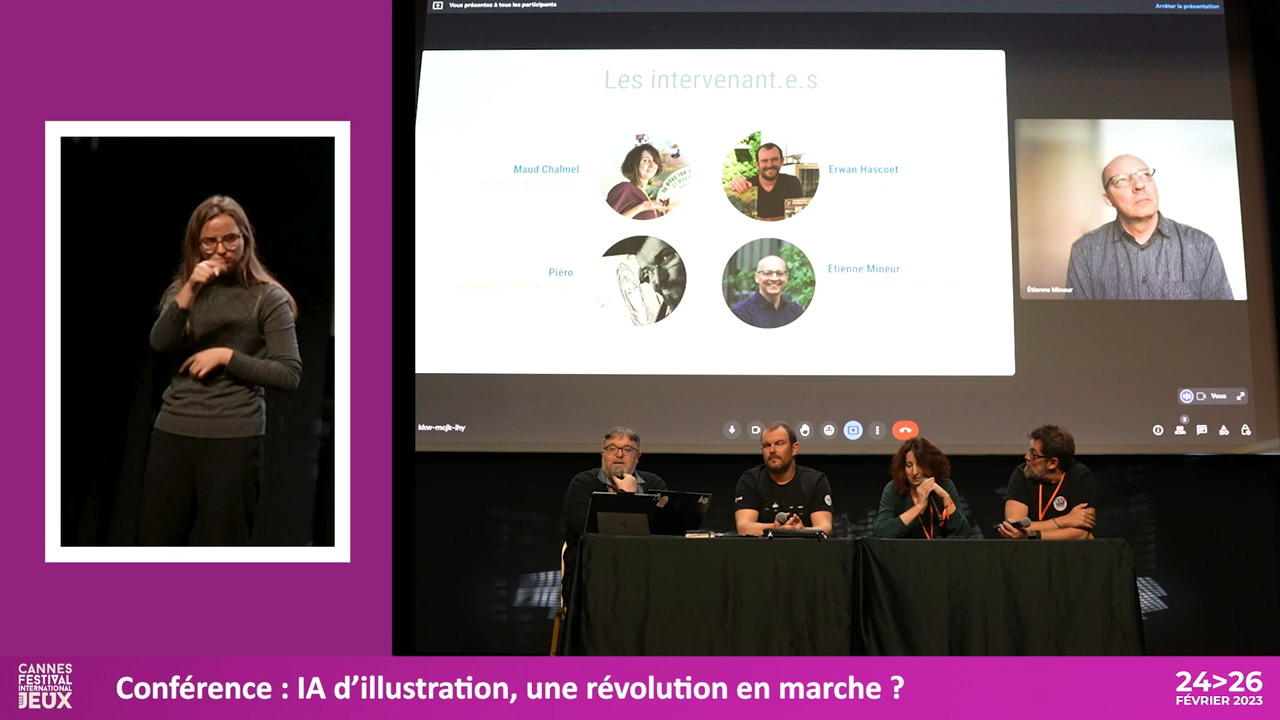 Vous présentez à tous les participants
Arrêter la présentation
Les intervenant.e.s
Maud Chalmel
Erwan Hascoet
Piéro
Etienne Mineur
Étienne Mineur
Vous
kkw-mcjk-ihy
CANNES
FESTIVAL
INTERNATIONAL
DES JEUX
Conférence : IA d’illustration, une révolution en marche ?
24>26
FÉVRIER 2023